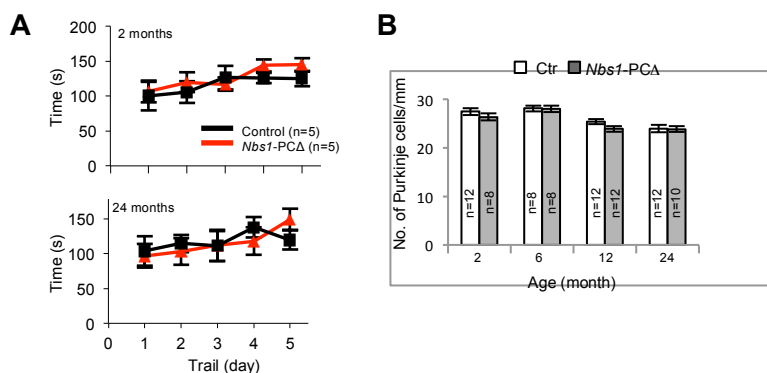 A
2 months
200
150
100
50
0
Time (s)
Control (n=5)
Nbs1-PCΔ (n=5)
24 months
150
100
50
0
Time (s)
0 1 2 3 4 5
Trail (day)
B
Ctr Nbs1-PCΔ
30
20
10
0
No. of Purkinje cells/mm
n=12 n=8 n=8 n=8 n=12 n=12 n=12 n=10
2 6 12 24
Age (month)